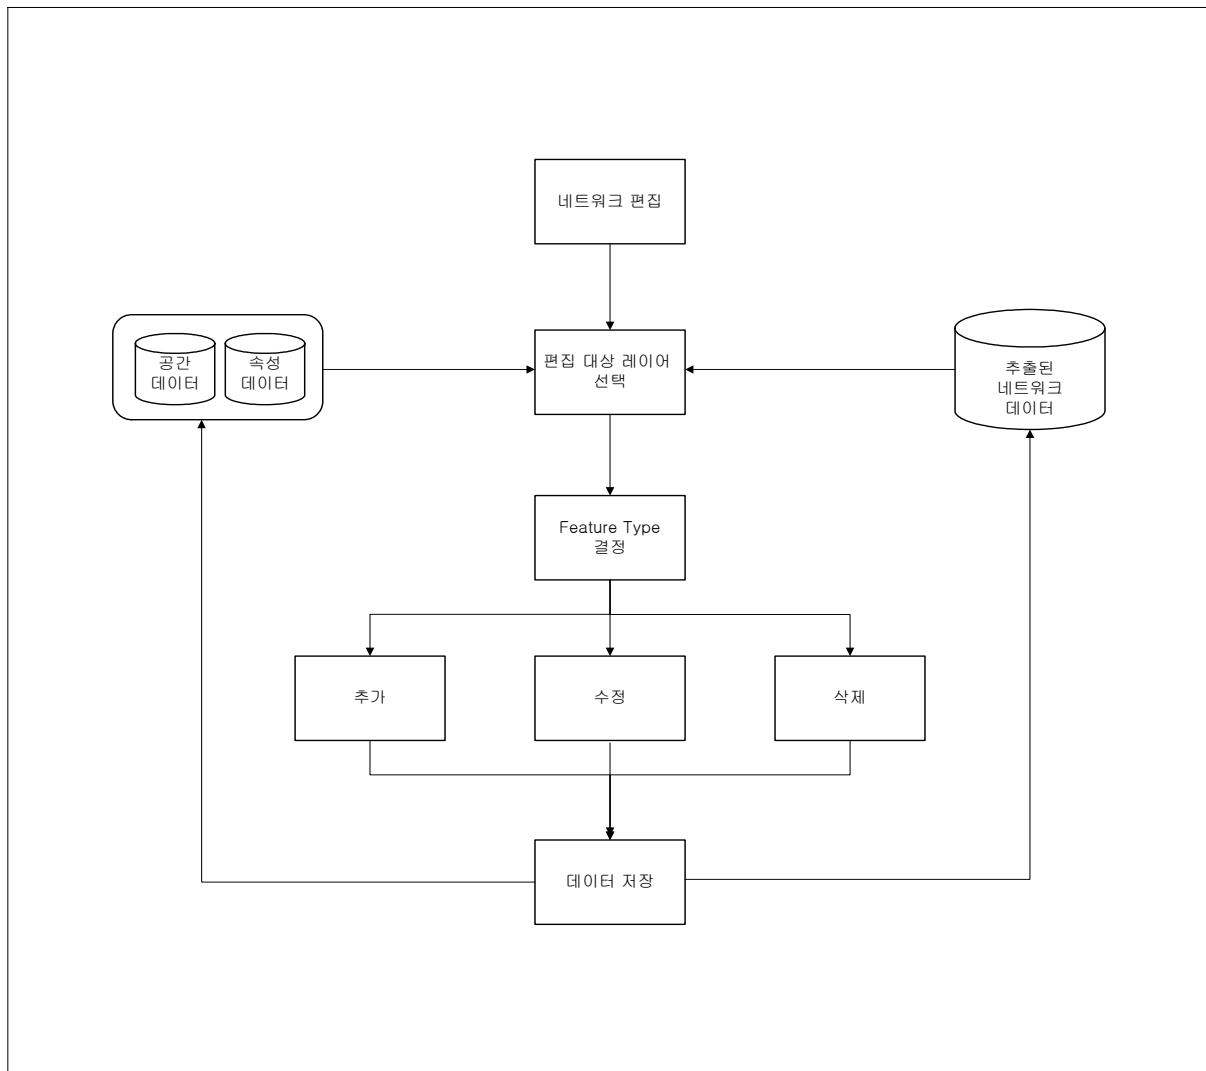 네트워크 편집
공간
데이터
속성
데이터
편집 대상 레이어
선택
추출된
네트워크
데이터
Feature Type
결정
추가
수정
삭제
데이터 저장